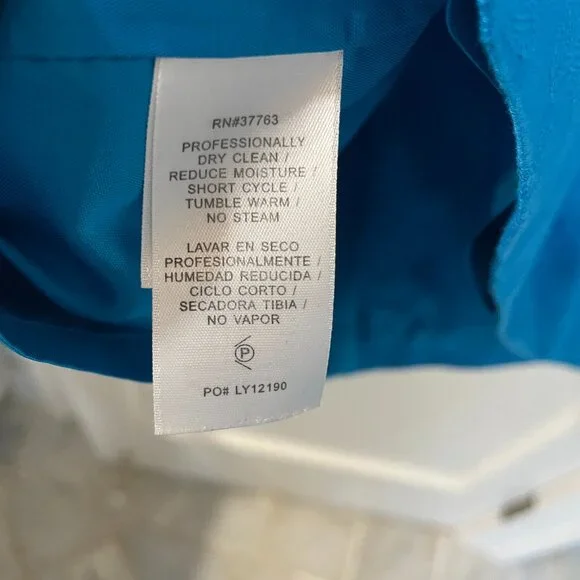 RN#37763
PROFESSIONALLY
DRY CLEAN /
REDUCE MOISTURE /
SHORT CYCLE /
TUMBLE WARM /
NO STEAM
LAVAR EN SECO
PROFESIONALMENTE /
HUMEDAD REDUCIDA /
CICLO CORTO /
SECADORA TIBIA /
NO VAPOR
P
PO# LY12190